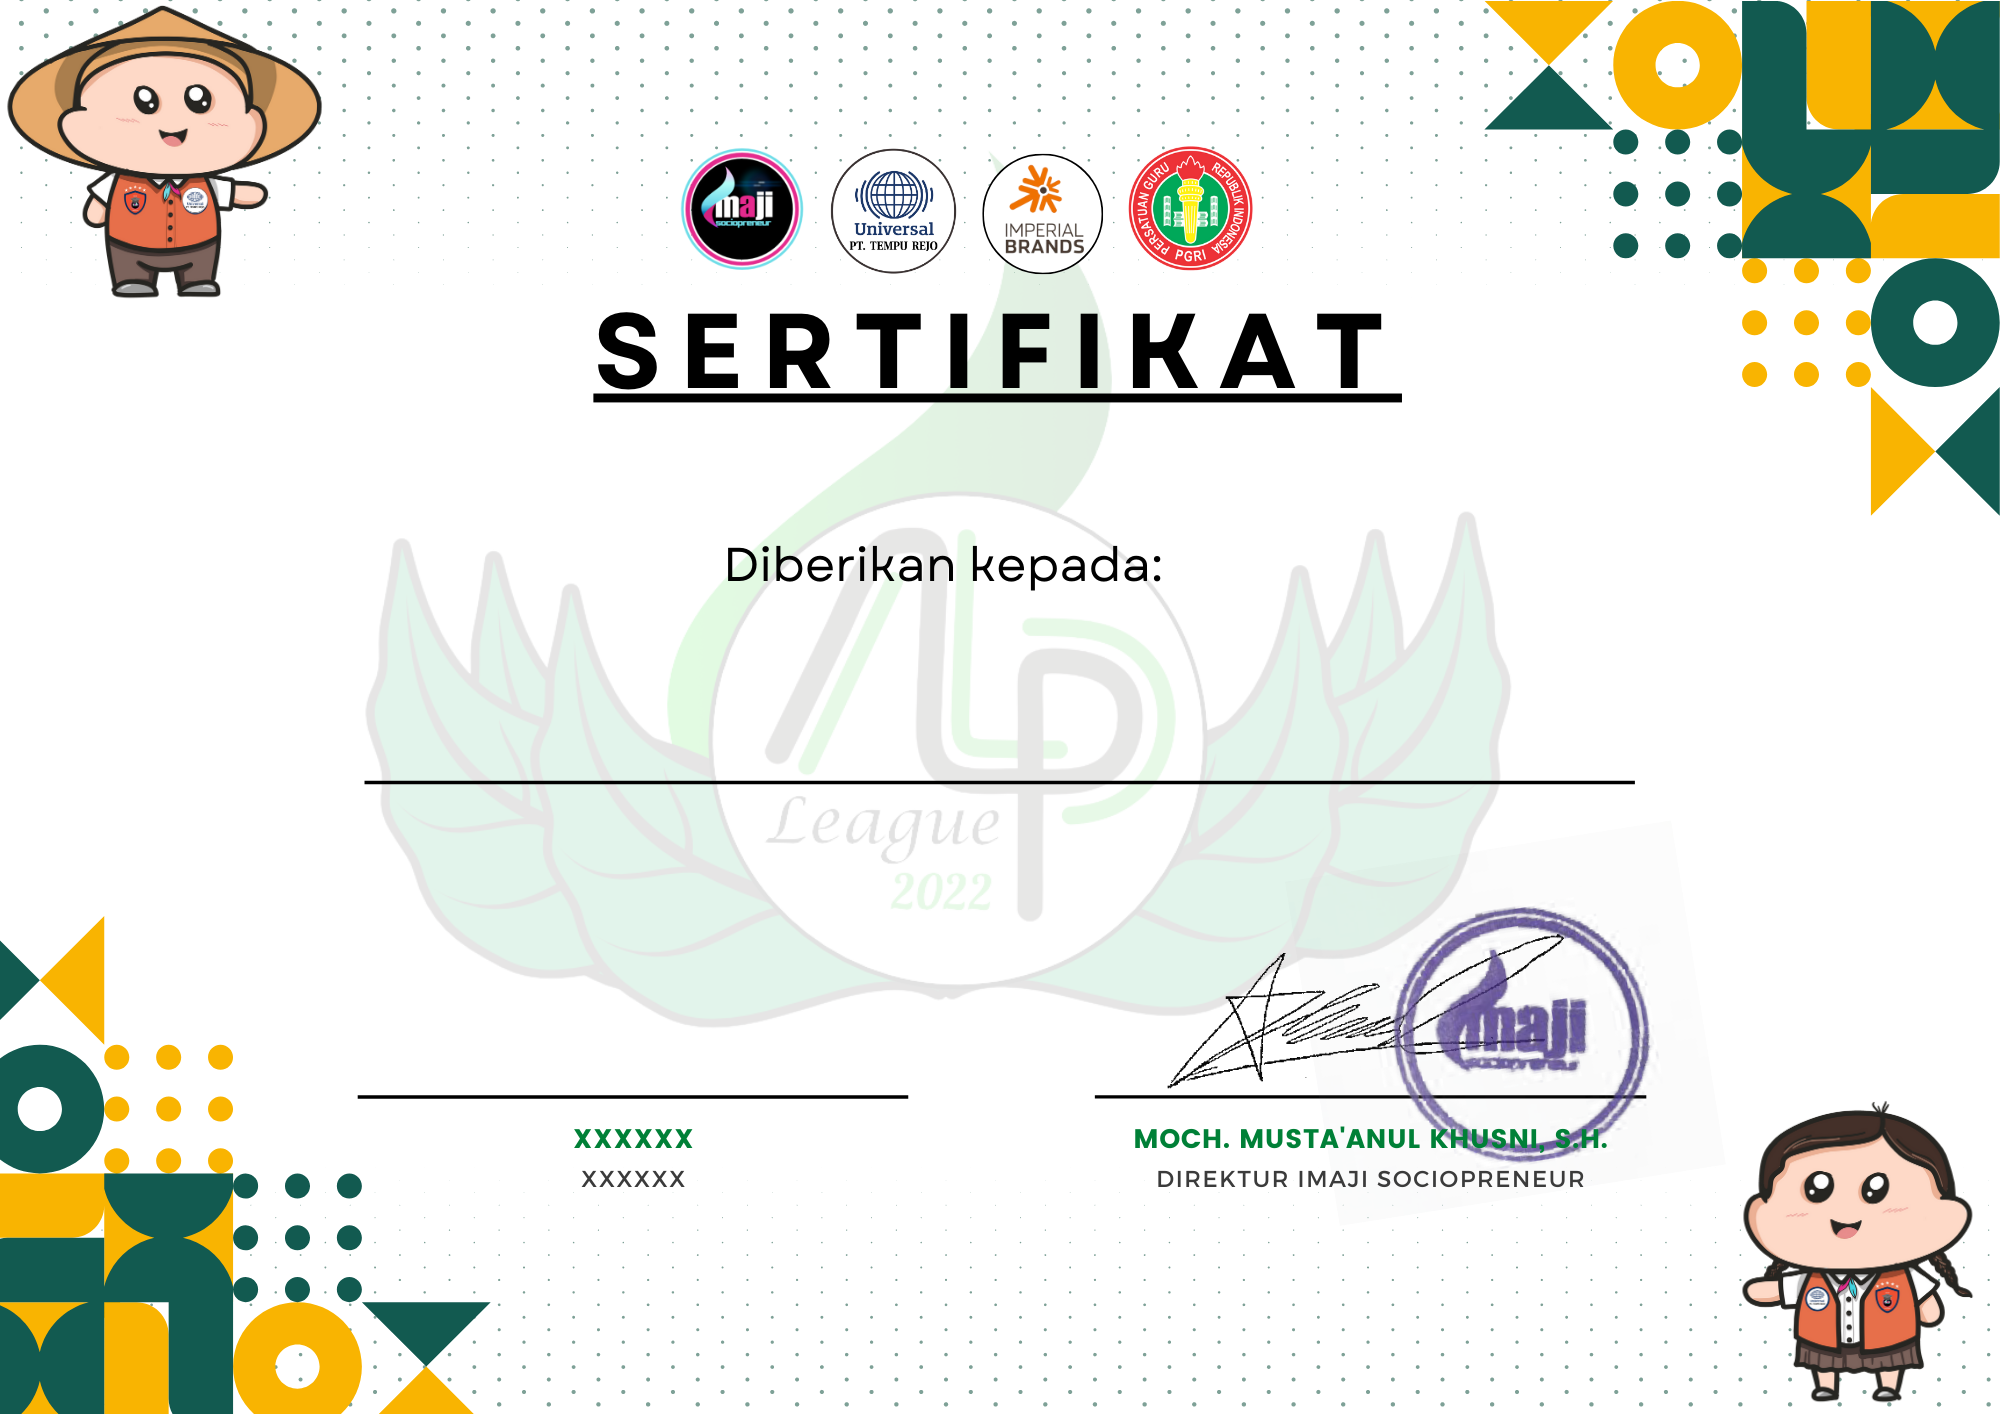 imaji
sociopreneur
Universal
PT. TEMPU REJO
IMPERIAL
BRANDS
PERSATUAN GURU REPUBLIK INDONESIA
PGRI
SERTIFIKAT
Diberikan kepada:
ALP
League
2022
imaji
XXXXXX
XXXXXX
MOCH. MUSTA'ANUL KHUSNI, S.H.
DIREKTUR IMAJI SOCIOPRENEUR